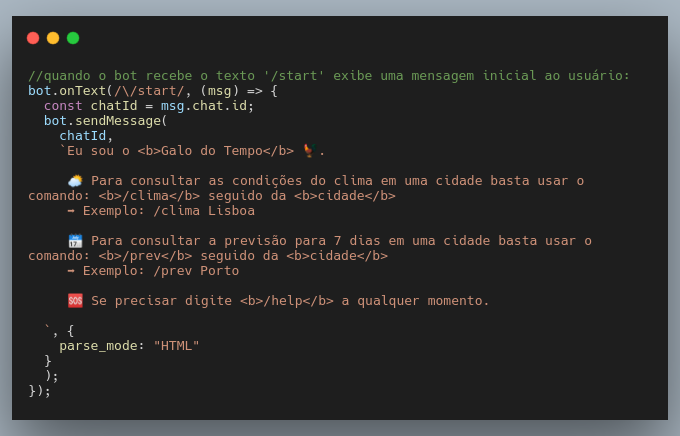 //quando o bot recebe o texto '/start' exibe uma mensagem inicial ao usuário:
bot.onText(/\/start/, (msg) => {
  const chatId = msg.chat.id;
  bot.sendMessage(
    chatId,
    `Eu sou o <b>Galo do Tempo</b> 🐓.

     🌤️ Para consultar as condições do clima em uma cidade basta usar o
comando: <b>/clima</b> seguido da <b>cidade</b>
     ➡ Exemplo: /clima Lisboa

     📅 Para consultar a previsão para 7 dias em uma cidade basta usar o
comando: <b>/prev</b> seguido da <b>cidade</b>
     ➡ Exemplo: /prev Porto

     🆘 Se precisar digite <b>/help</b> a qualquer momento.

  `, {
    parse_mode: "HTML"
  }
  );
});